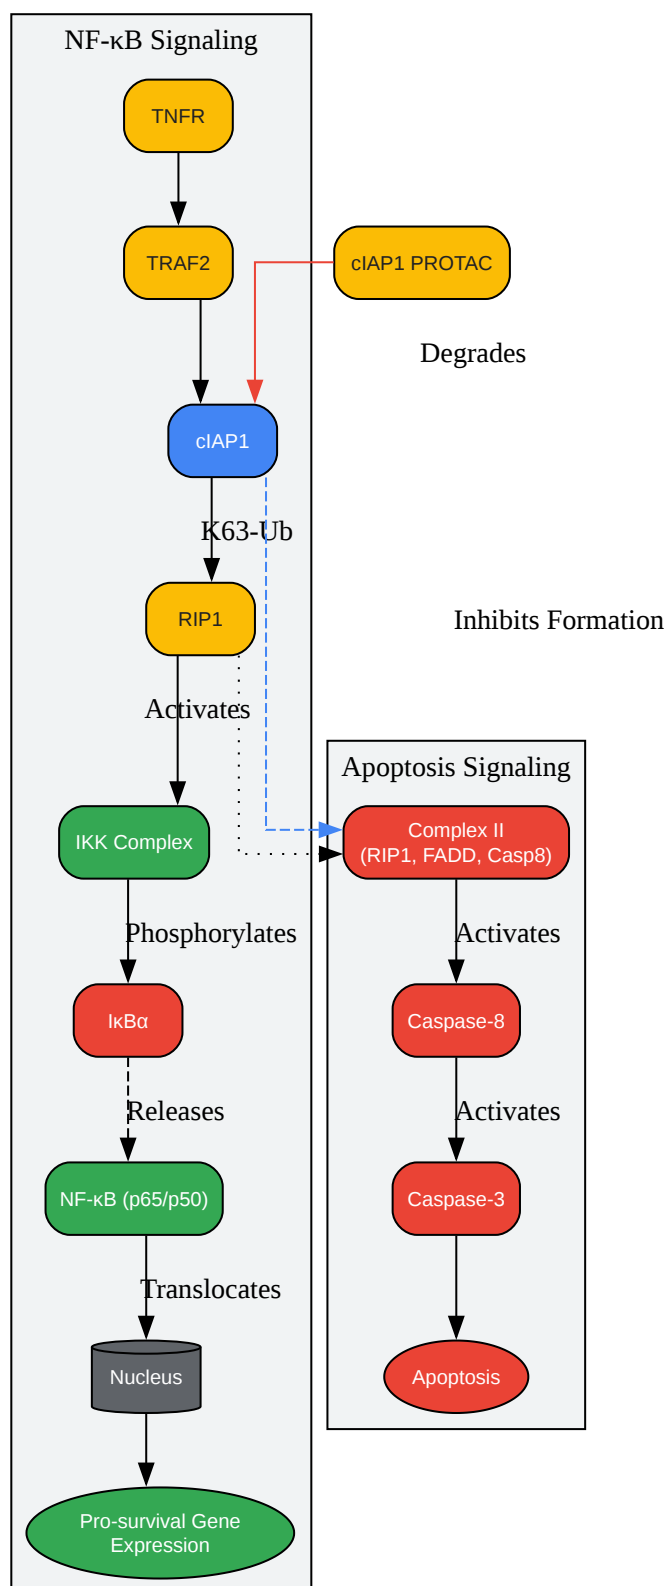 NF-κB Signaling
TNFR
TRAF2
cIAP1 PROTAC
Degrades
cIAP1
K63-Ub
RIP1
Inhibits Formation
Activates
Apoptosis Signaling
IKK Complex
Complex II
(RIP1, FADD, Casp8)
Phosphorylates
Activates
IκBα
Caspase-8
Releases
Activates
NF-κB (p65/p50)
Caspase-3
Translocates
Nucleus
Apoptosis
Pro-survival Gene
Expression